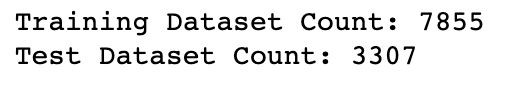 Training Dataset Count: 7855
Test Dataset Count: 3307